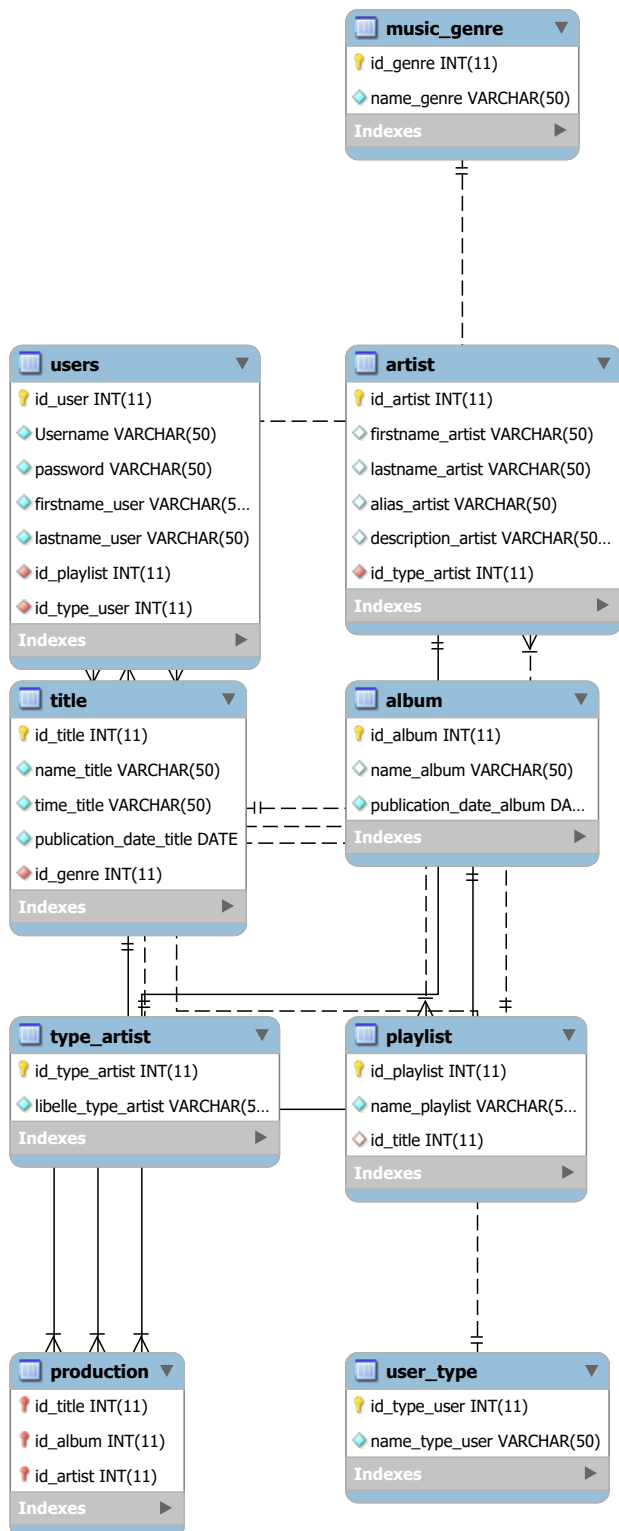 music_genre
id_genre INT(11)
name_genre VARCHAR(50)
Indexes
users
id_user INT(11)
Username VARCHAR(50)
password VARCHAR(50)
firstname_user VARCHAR(5...
lastname_user VARCHAR(50)
id_playlist INT(11)
id_type_user INT(11)
Indexes
artist
id_artist INT(11)
firstname_artist VARCHAR(50)
lastname_artist VARCHAR(50)
alias_artist VARCHAR(50)
description_artist VARCHAR(50...
id_type_artist INT(11)
Indexes
title
id_title INT(11)
name_title VARCHAR(50)
time_title VARCHAR(50)
publication_date_title DATE
id_genre INT(11)
Indexes
album
id_album INT(11)
name_album VARCHAR(50)
publication_date_album DA...
Indexes
type_artist
id_type_artist INT(11)
libelle_type_artist VARCHAR(5...
Indexes
playlist
id_playlist INT(11)
name_playlist VARCHAR(5...
id_title INT(11)
Indexes
production
id_title INT(11)
id_album INT(11)
id_artist INT(11)
Indexes
user_type
id_type_user INT(11)
name_type_user VARCHAR(50)
Indexes